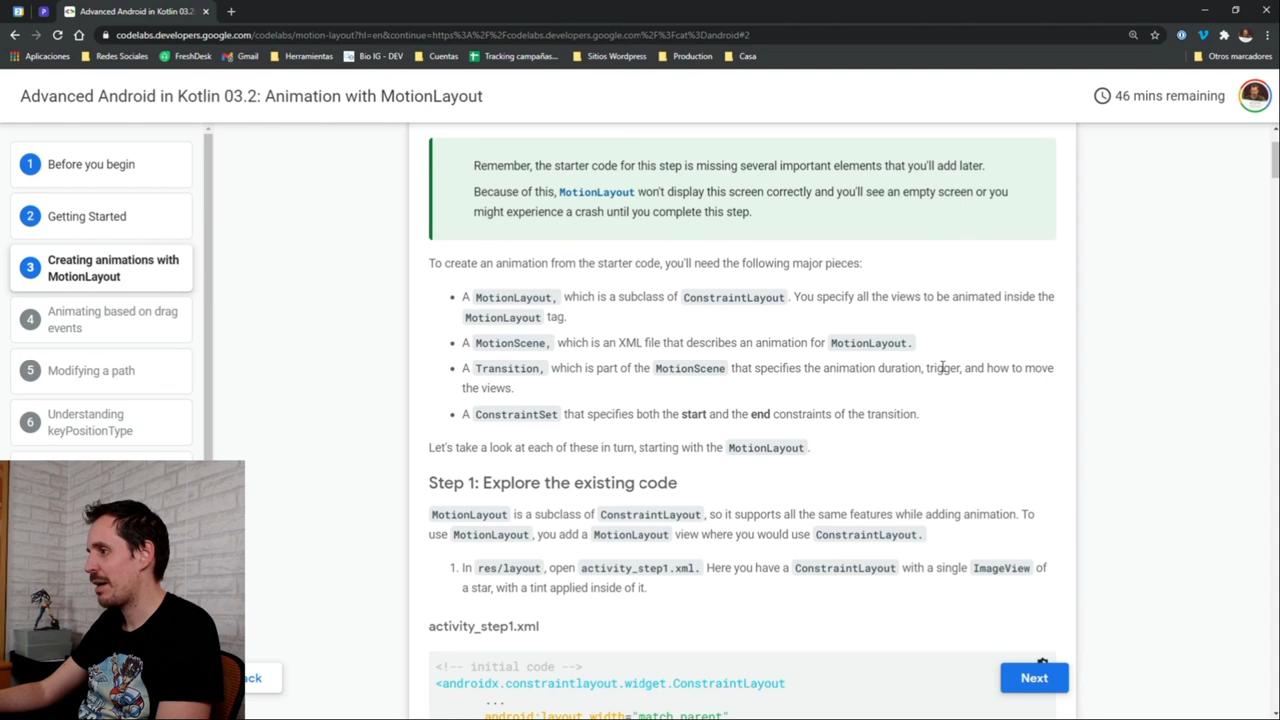 Advanced Android in Kotlin 03.2:
codelabs.developers.google.com/codelabs/motion-layout?hl=en&continue=https%3A%2F%2Fcodelabs.developers.google.com%2F%3Fcat%3Dandroid#2
Aplicaciones Redes Sociales FreshDesk Gmail Herramientas Bio IG - DEV Cuentas Tracking campañas... Sitios Wordpress Production Casa Otros marcadores
Advanced Android in Kotlin 03.2: Animation with MotionLayout
46 mins remaining
1 Before you begin
2 Getting Started
3 Creating animations with
MotionLayout
4 Animating based on drag
events
5 Modifying a path
6 Understanding
keyPositionType
Remember, the starter code for this step is missing several important elements that you'll add later.
Because of this, MotionLayout won't display this screen correctly and you'll see an empty screen or you
might experience a crash until you complete this step.
To create an animation from the starter code, you'll need the following major pieces:
• A MotionLayout, which is a subclass of ConstraintLayout. You specify all the views to be animated inside the
MotionLayout tag.
• A MotionScene, which is an XML file that describes an animation for MotionLayout.
• A Transition, which is part of the MotionScene that specifies the animation duration, trigger, and how to move
the views.
• A ConstraintSet that specifies both the start and the end constraints of the transition.
Let's take a look at each of these in turn, starting with the MotionLayout.
Step 1: Explore the existing code
MotionLayout is a subclass of ConstraintLayout, so it supports all the same features while adding animation. To
use MotionLayout, you add a MotionLayout view where you would use ConstraintLayout.
1. In res/layout, open activity_step1.xml. Here you have a ConstraintLayout with a single ImageView of
a star, with a tint applied inside of it.
activity_step1.xml
<!-- initial code -->
<androidx.constraintlayout.widget.ConstraintLayout
...
android:layout_width="match_parent"
ack
Next